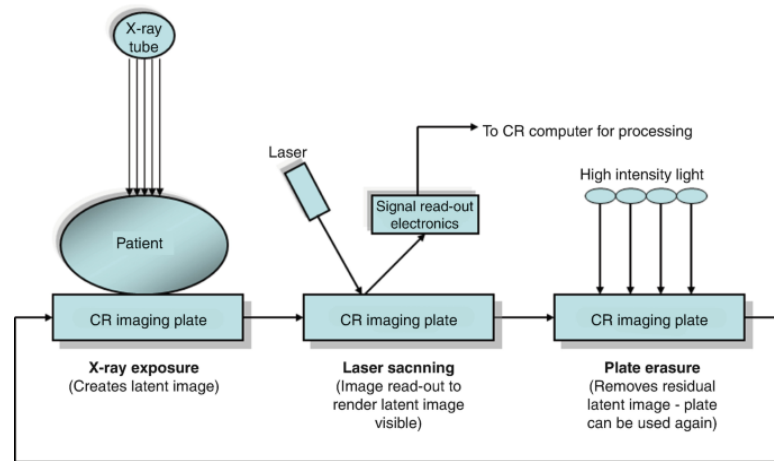 X-ray
tube
To CR computer for processing
Laser
High intensity light
Signal read-out
electronics
Patient
CR imaging plate
CR imaging plate
CR imaging plate
X-ray exposure
(Creates latent image)
Laser sacnning
(Image read-out to
render latent image
visible)
Plate erasure
(Removes residual
latent image - plate
can be used again)